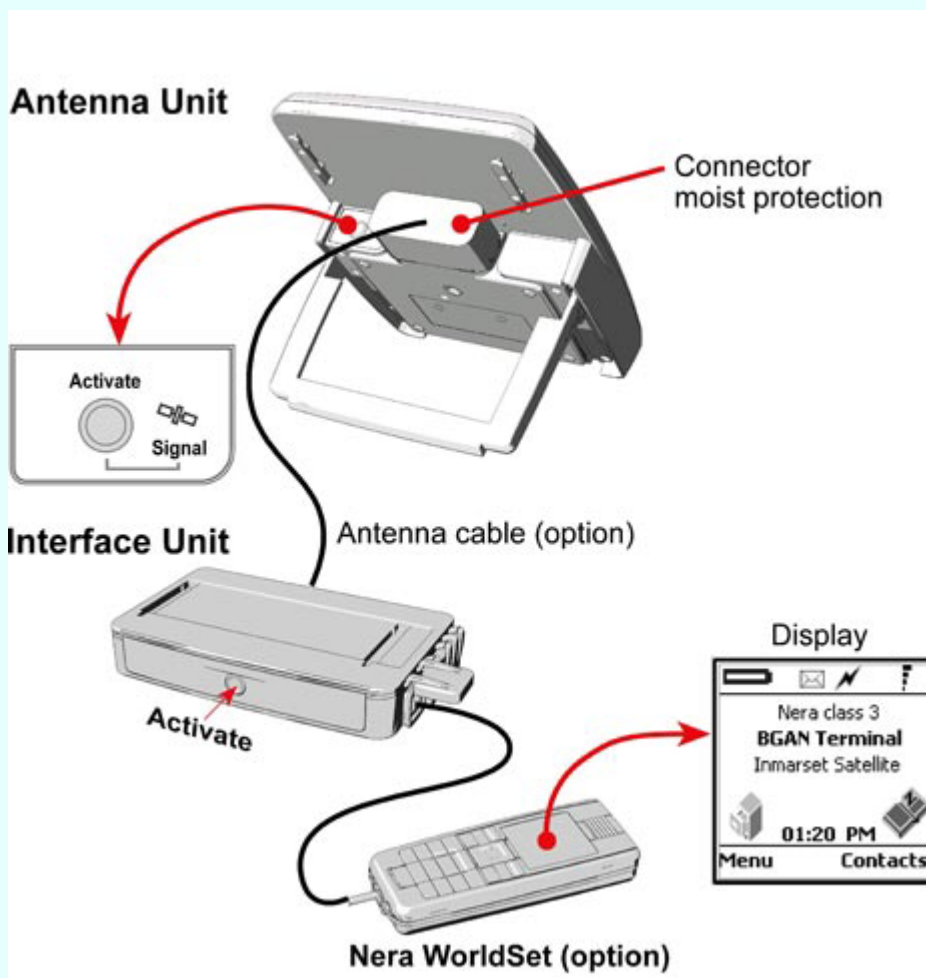 Antenna Unit
Connector
moist protection
Activate
Signal
Antenna cable (option)
Interface Unit
Activate
Display
Nera class 3
BGAN Terminal
Inmarset Satellite
01:20 PM
Menu Contacts
Nera WorldSet (option)